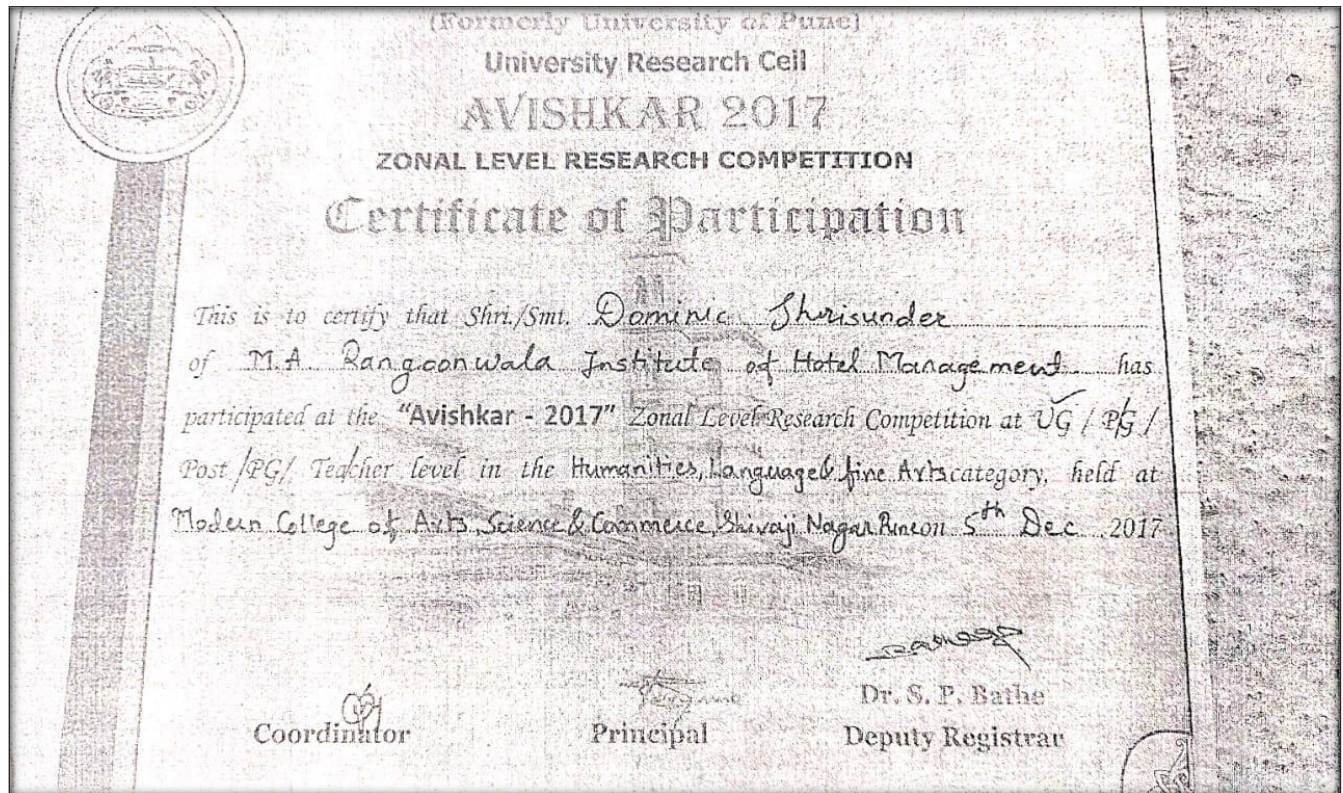 (Formerly University of Pune)
University Research Cell
AVISHKAR 2017
ZONAL LEVEL RESEARCH COMPETITION
Certificate of Participation
This is to certify that Shri./Smt. Dominic Shrisunder
of M.A Rangoonwala Institute of Hotel Management has
participated at the "Avishkar - 2017" Zonal Level Research Competition at UG / PG /
Post /PG/ Teacher level in the Humanities, Language & fine Arts category, held at
Modern College of Arts, Science & Commerce, Shivaji Nagar Pune on 5th Dec 2017
Dr. S. P. Bathe
Coordinator Principal Deputy Registrar